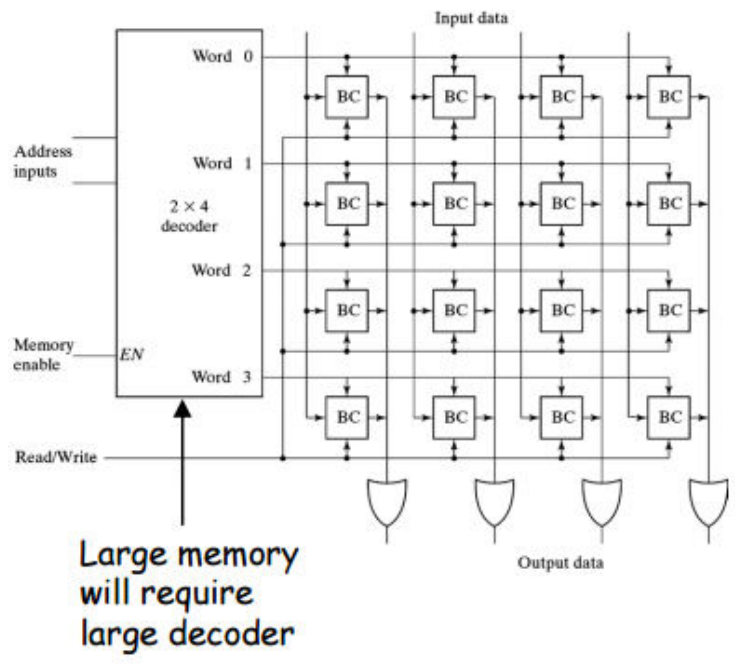 Input data
Word 0
BC BC BC BC
Address
inputs
Word 1
2 × 4
decoder
BC BC BC BC
Word 2
BC BC BC BC
Memory
enable
EN
Word 3
BC BC BC BC
Read/Write
Output data
Large memory
will require
large decoder